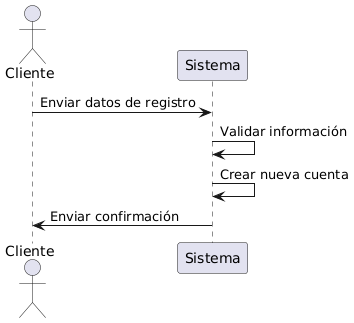 Cliente
Sistema
Enviar datos de registro
Validar información
Crear nueva cuenta
Enviar confirmación
Cliente
Sistema